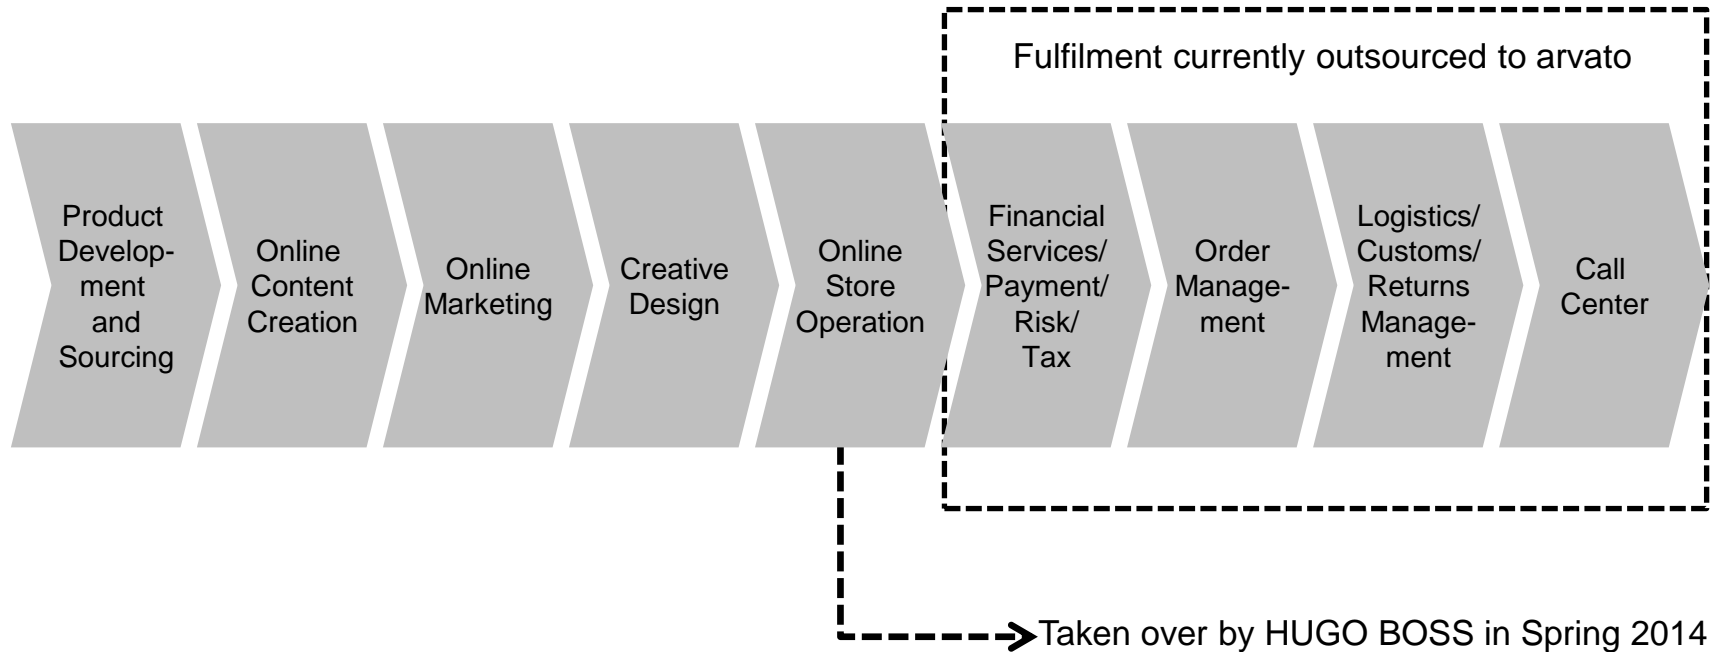 Fulfilment currently outsourced to arvato
Product
Develop-
ment
and
Sourcing
Online
Content
Creation
Online
Marketing
Creative
Design
Online
Store
Operation
Financial
Services/
Payment/
Risk/
Tax
Order
Manage-
ment
Logistics/
Customs/
Returns
Manage-
ment
Call
Center
Taken over by HUGO BOSS in Spring 2014